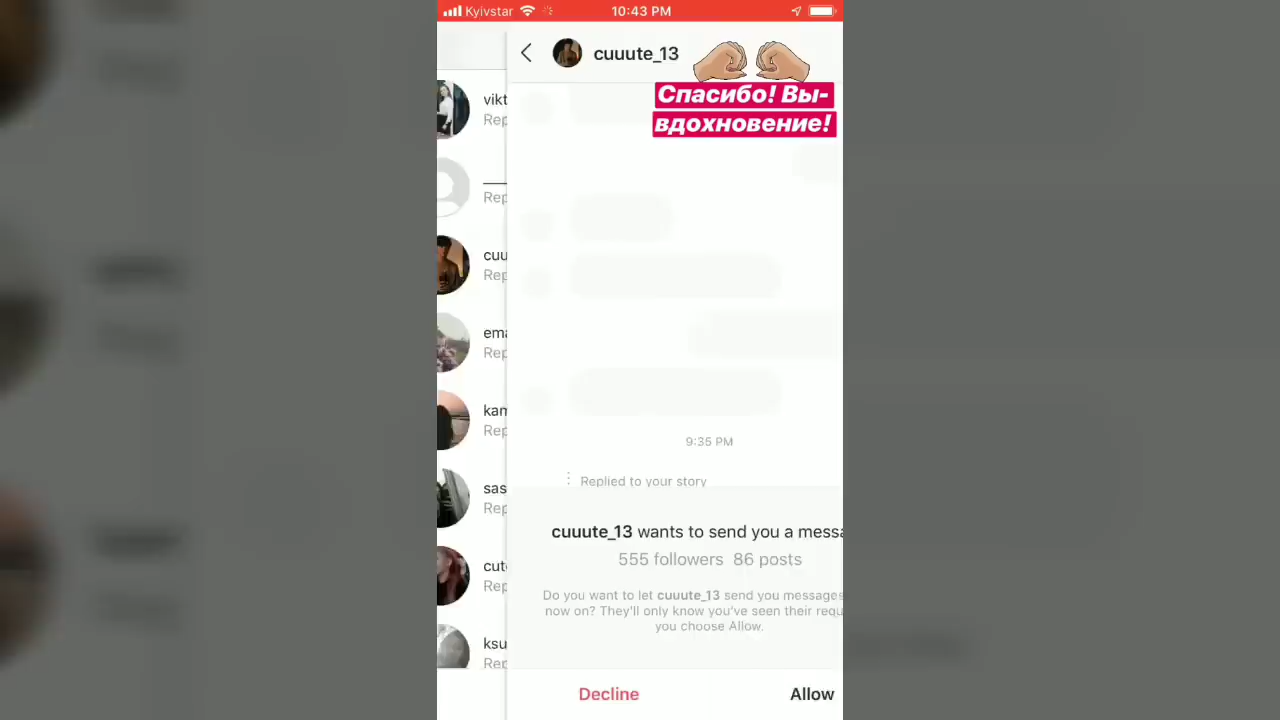 Kyivstar
10:43 PM
cuuute_13
Спасибо! Вы-
вдохновение!
vikt
Rep
Rep
cuu
Rep
ema
Rep
kam
Rep
sas
Rep
cut
Rep
ksu
Rep
9:35 PM
Replied to your story
cuuute_13 wants to send you a messa
555 followers 86 posts
Do you want to let cuuute_13 send you messages
now on? They'll only know you've seen their requ
you choose Allow.
Decline
Allow